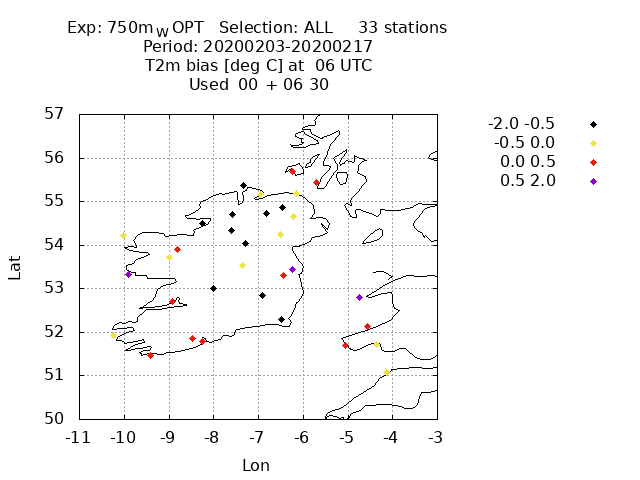 Exp: 750mW OPT Selection: ALL 33 stations
Period: 20200203-20200217
T2m bias [deg C] at 06 UTC
Used 00 + 06 30
57
56
55
54
53
52
51
50
-11 -10 -9 -8 -7 -6 -5 -4 -3
Lat
Lon
-2.0 -0.5
-0.5 0.0
0.0 0.5
0.5 2.0